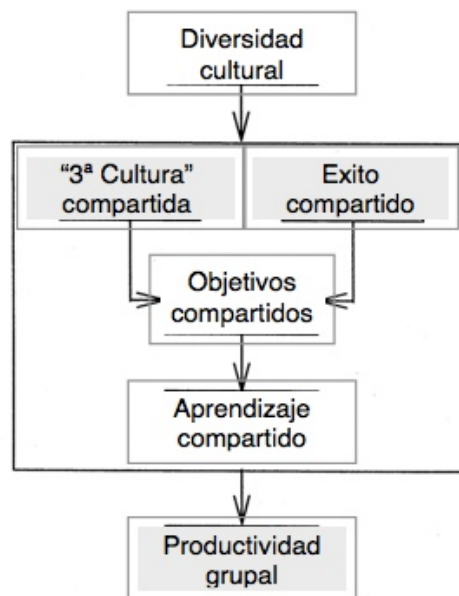 Diversidad
cultural
“3ª Cultura”
compartida
Exito
compartido
Objetivos
compartidos
Aprendizaje
compartido
Productividad
grupal